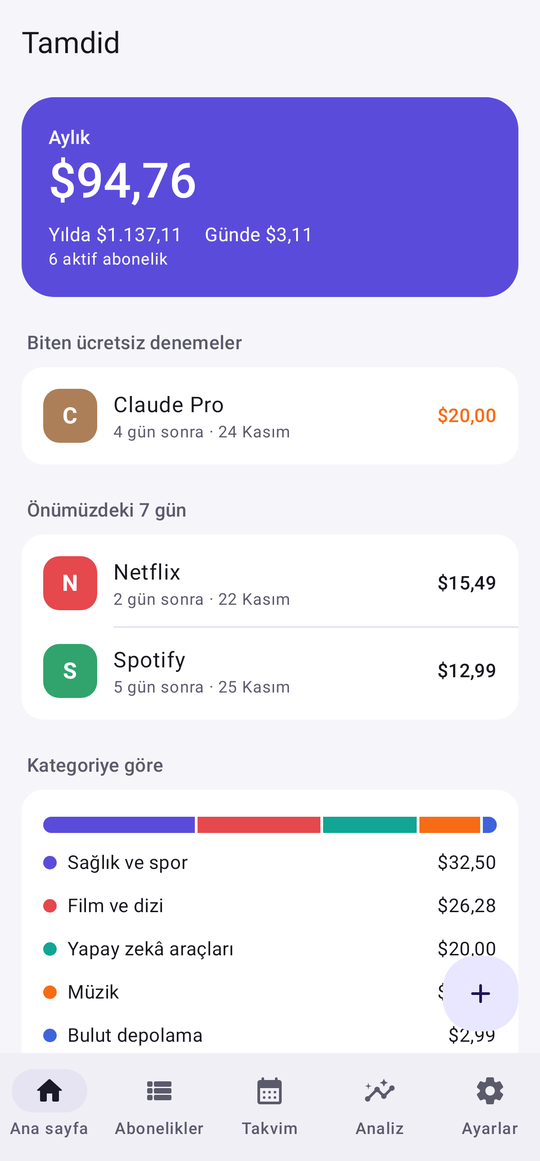 Tamdid
Aylık
$94,76
Yılda $1.137,11 Günde $3,11
6 aktif abonelik
Biten ücretsiz denemeler
C
Claude Pro
$20,00
4 gün sonra · 24 Kasım
Önümüzdeki 7 gün
N
Netflix
$15,49
2 gün sonra · 22 Kasım
S
Spotify
$12,99
5 gün sonra · 25 Kasım
Kategoriye göre
Sağlık ve spor $32,50
Film ve dizi $26,28
Yapay zekâ araçları $20,00
Müzik
Bulut depolama $2,99
Ana sayfa Abonelikler Takvim Analiz Ayarlar